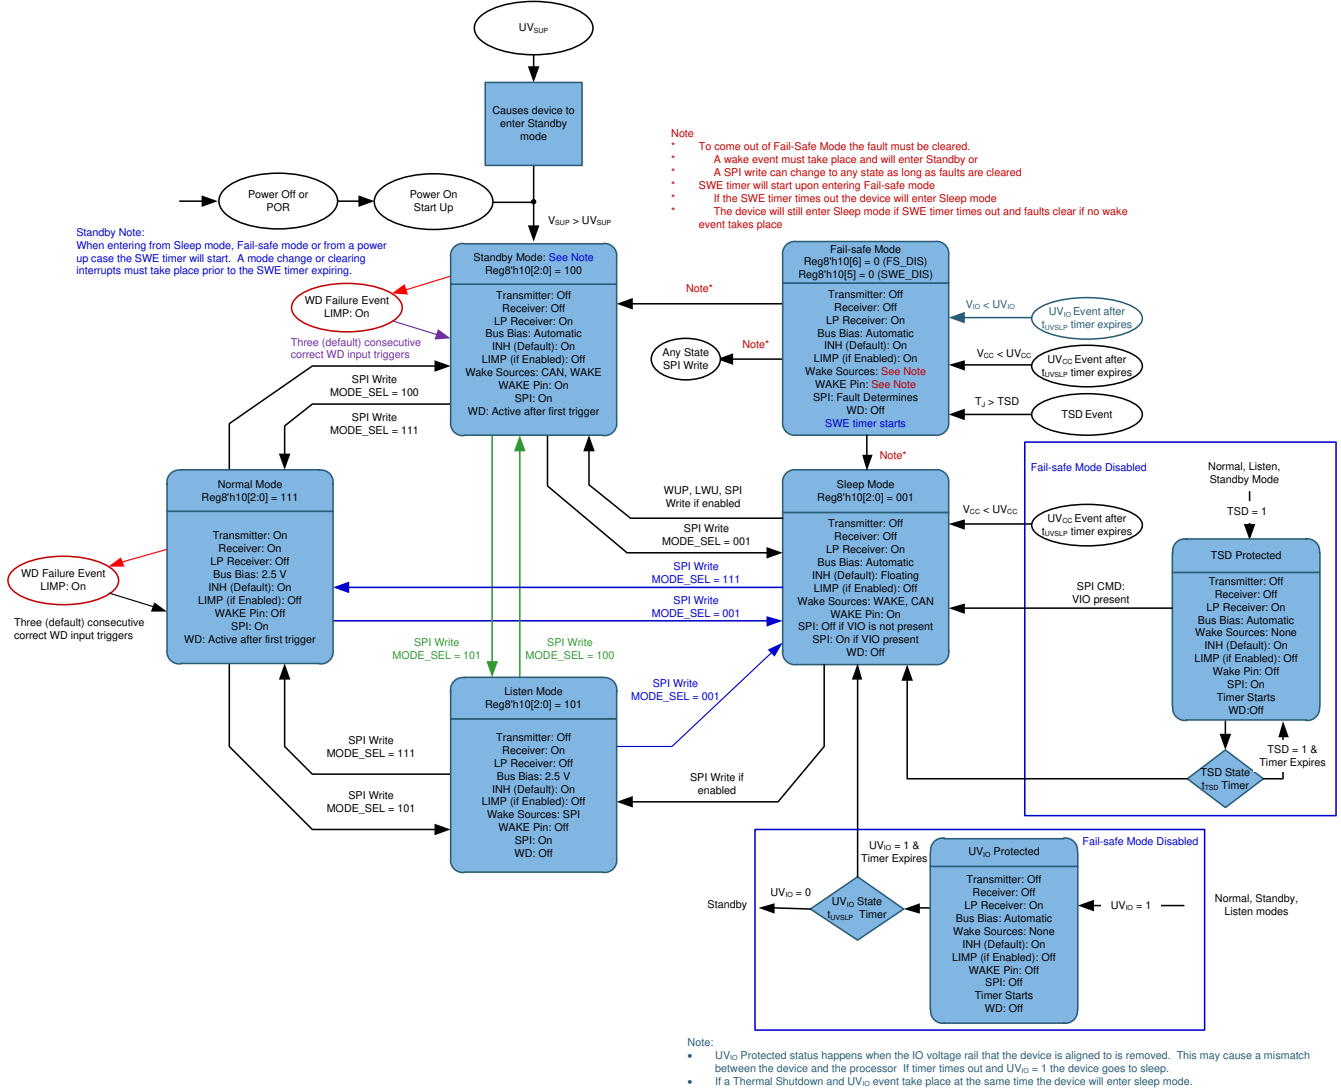 UVSUP
Causes device to
enter Standby
mode
Power Off or
POR
Power On
Start Up
VSUP > UVSUP
Note
* To come out of Fail-Safe Mode the fault must be cleared.
* A wake event must take place and will enter Standby or
* A SPI write can change to any state as long as faults are cleared
* SWE timer will start upon entering Fail-safe mode
* If the SWE timer times out the device will enter Sleep mode
* The device will still enter Sleep mode if SWE timer times out and faults clear if no wake
event takes place
Standby Note:
When entering from Sleep mode, Fail-safe mode or from a power
up case the SWE timer will start. A mode change or clearing
interrupts must take place prior to the SWE timer expiring.
Standby Mode: See Note
Reg8'h10[2:0] = 100
Transmitter: Off
Receiver: Off
LP Receiver: On
Bus Bias: Automatic
INH (Default): On
LIMP (if Enabled): Off
Wake Sources: CAN, WAKE
WAKE Pin: On
SPI: On
WD: Active after first trigger
WD Failure Event
LIMP: On
Three (default) consecutive
correct WD input triggers
SPI Write
MODE_SEL = 100
SPI Write
MODE_SEL = 111
Fail-safe Mode
Reg8'h10[6] = 0 (FS_DIS)
Reg8'h10[5] = 0 (SWE_DIS)
Transmitter: Off
Receiver: Off
LP Receiver: On
Bus Bias: Automatic
INH (Default): On
LIMP (if Enabled): On
Wake Sources: See Note
WAKE Pin: See Note
SPI: Fault Determines
WD: Off
SWE timer starts
Note*
Note*
Any State
SPI Write
Note*
VIO < UVIO
UVIO Event after
tUVSLP timer expires
VCC < UVCC
UVCC Event after
tUVSLP timer expires
TJ > TSD
TSD Event
Normal Mode
Reg8'h10[2:0] = 111
Transmitter: On
Receiver: On
LP Receiver: Off
Bus Bias: 2.5 V
INH (Default): On
LIMP (if Enabled): Off
WAKE Pin: Off
SPI: On
WD: Active after first trigger
WD Failure Event
LIMP: On
Three (default) consecutive
correct WD input triggers
WUP, LWU, SPI
Write if enabled
SPI Write
MODE_SEL = 001
SPI Write
MODE_SEL = 111
SPI Write
MODE_SEL = 001
SPI Write
MODE_SEL = 101
SPI Write
MODE_SEL = 100
SPI Write
MODE_SEL = 001
Sleep Mode
Reg8'h10[2:0] = 001
Transmitter: Off
Receiver: Off
LP Receiver: On
Bus Bias: Automatic
INH (Default): Floating
LIMP (if Enabled): Off
Wake Sources: WAKE, CAN
WAKE Pin: On
SPI: Off if VIO is not present
SPI: On if VIO present
WD: Off
VCC < UVCC
UVCC Event after
tUVSLP timer expires
Fail-safe Mode Disabled
Normal, Listen,
Standby Mode
TSD = 1
TSD Protected
Transmitter: Off
Receiver: Off
LP Receiver: On
Bus Bias: Automatic
Wake Sources: None
INH (Default): On
LIMP (if Enabled): Off
Wake Pin: Off
SPI: On
Timer Starts
WD:Off
SPI CMD:
VIO present
TSD State
tTSD Timer
TSD = 1 &
Timer Expires
Listen Mode
Reg8'h10[2:0] = 101
Transmitter: Off
Receiver: On
LP Receiver: Off
Bus Bias: 2.5 V
INH (Default): On
LIMP (if Enabled): Off
Wake Sources: SPI
WAKE Pin: Off
SPI: On
WD: Off
SPI Write
MODE_SEL = 111
SPI Write
MODE_SEL = 101
SPI Write if
enabled
Fail-safe Mode Disabled
UVIO = 1 &
Timer Expires
UVIO Protected
Transmitter: Off
Receiver: Off
LP Receiver: On
Bus Bias: Automatic
Wake Sources: None
INH (Default): On
LIMP (if Enabled): Off
WAKE Pin: Off
SPI: Off
Timer Starts
WD: Off
Standby
UVIO = 0
UVIO State
tUVSLP Timer
UVIO = 1
Normal, Standby,
Listen modes
Note:
• UVIO Protected status happens when the IO voltage rail that the device is aligned to is removed. This may cause a mismatch
between the device and the processor If timer times out and UVIO = 1 the device goes to sleep.
• If a Thermal Shutdown and UVIO event take place at the same time the device will enter sleep mode.